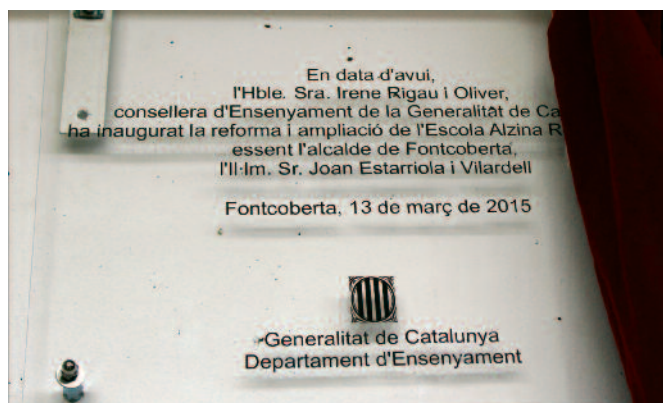 En data d'avui,
l'Hble. Sra. Irene Rigau i Oliver,
consellera d'Ensenyament de la Generalitat de Ca
ha inaugurat la reforma i ampliació de l'Escola Alzina R
essent l'alcalde de Fontcoberta,
l'Il·lm. Sr. Joan Estarriola i Vilardell
Fontcoberta, 13 de març de 2015
Generalitat de Catalunya
Departament d'Ensenyament